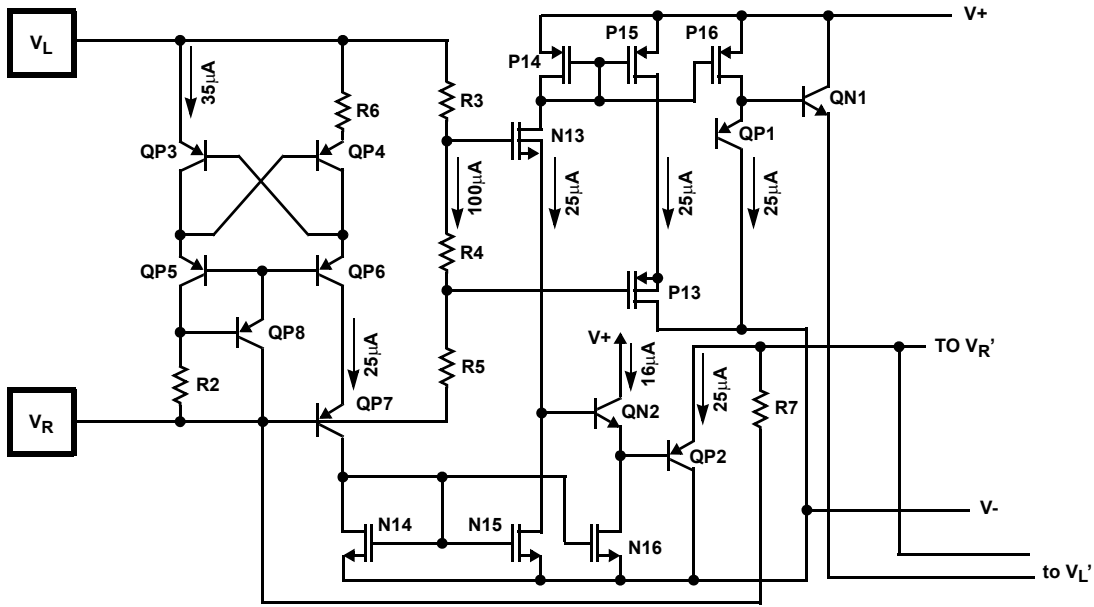 V+
VL
P15
P16
P14
35µA
R3
QN1
R6
N13
QP1
QP3
QP4
100µA
25µA
25µA
25µA
R4
QP5
QP6
P13
QP8
V+
TO VR’
25µA
R5
16µA
R2
25µA
QP7
QN2
R7
VR
QP2
N14
N15
V-
N16
to VL’